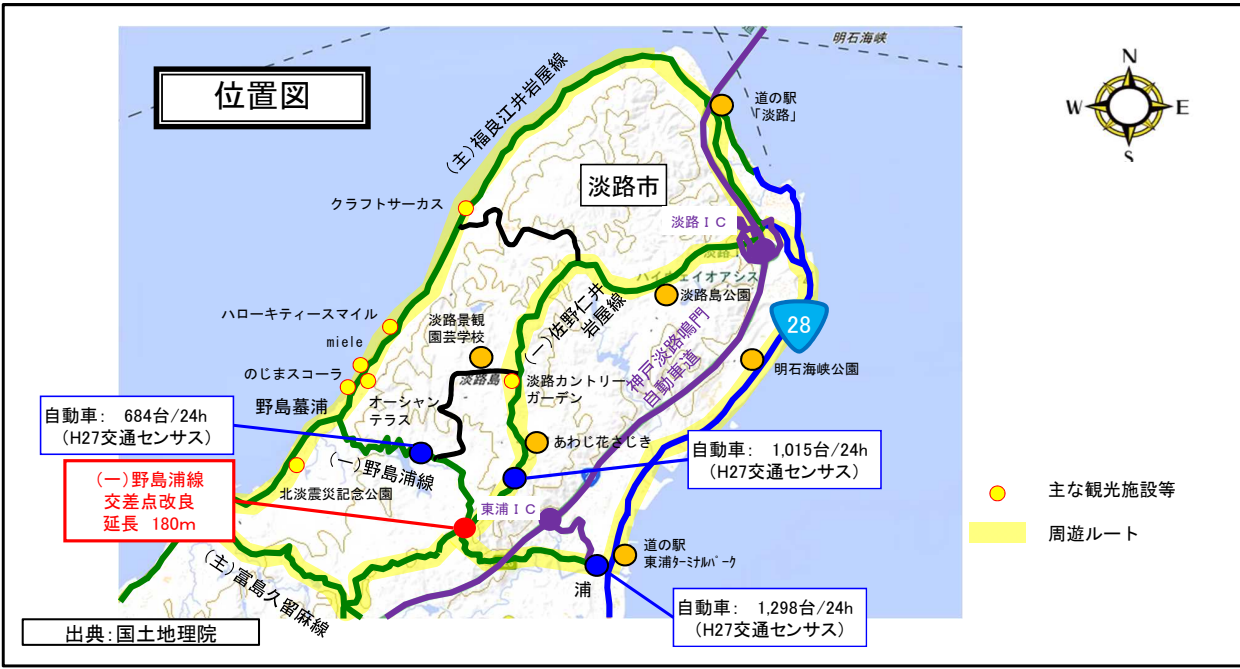 位置図
明石海峡
N
W
E
S
道の駅
「淡路」
(主)福良江井岩屋線
淡路市
クラフトサーカス
淡路ＩＣ
ハイウェイオアシス
淡路島公園
(一)佐野仁井
岩屋線
28
ハローキティースマイル
淡路景観
園芸学校
miele
神戸淡路鳴門
自動車道
明石海峡公園
のじまスコーラ
淡路島
淡路カントリー
ガーデン
野島蟇浦
オーシャン
テラス
自動車： 684台/24h
（H27交通センサス）
あわじ花さじき
自動車： 1,015台/24h
（H27交通センサス）
(一)野島浦線
(一)野島浦線
交差点改良
延長 180ｍ
北淡震災記念公園
主な観光施設等
東浦ＩＣ
周遊ルート
道の駅
東浦ターミナルパーク
(主)富島久留麻線
浦
自動車： 1,298台/24h
（H27交通センサス）
出典：国土地理院